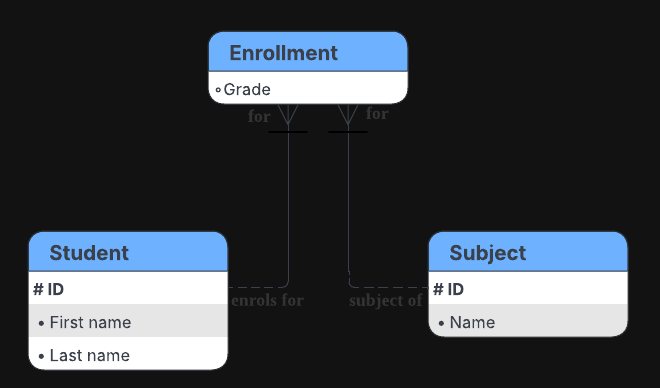 Enrollment
∘Grade
for
for
Student
# ID
• First name
• Last name
enrols for
subject of
Subject
# ID
• Name